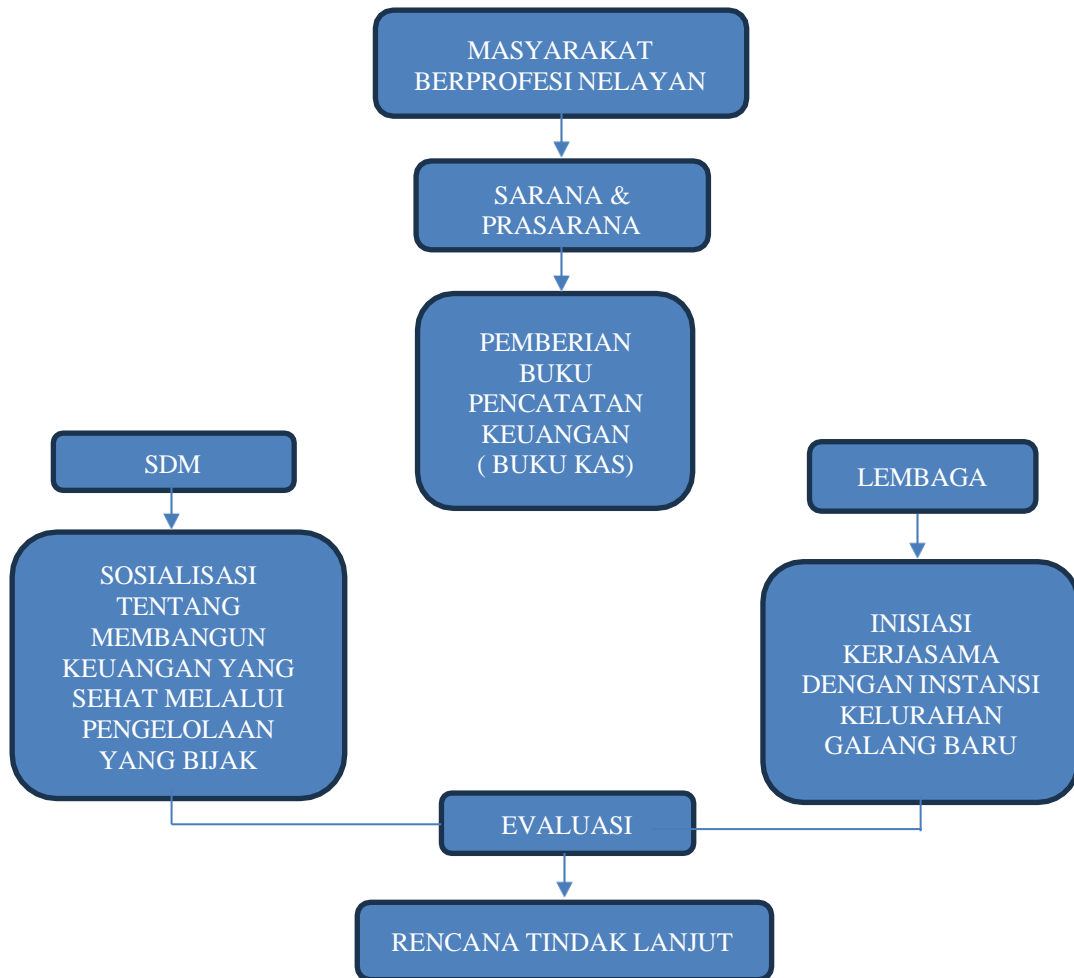 MASYARAKAT
BERPROFESI NELAYAN
SARANA &
PRASARANA
PEMBERIAN
BUKU
PENCATATAN
KEUANGAN
( BUKU KAS)
SDM
LEMBAGA
SOSIALISASI
TENTANG
MEMBANGUN
KEUANGAN YANG
SEHAT MELALUI
PENGELOLAAN
YANG BIJAK
INISIASI
KERJASAMA
DENGAN INSTANSI
KELURAHAN
GALANG BARU
EVALUASI
RENCANA TINDAK LANJUT